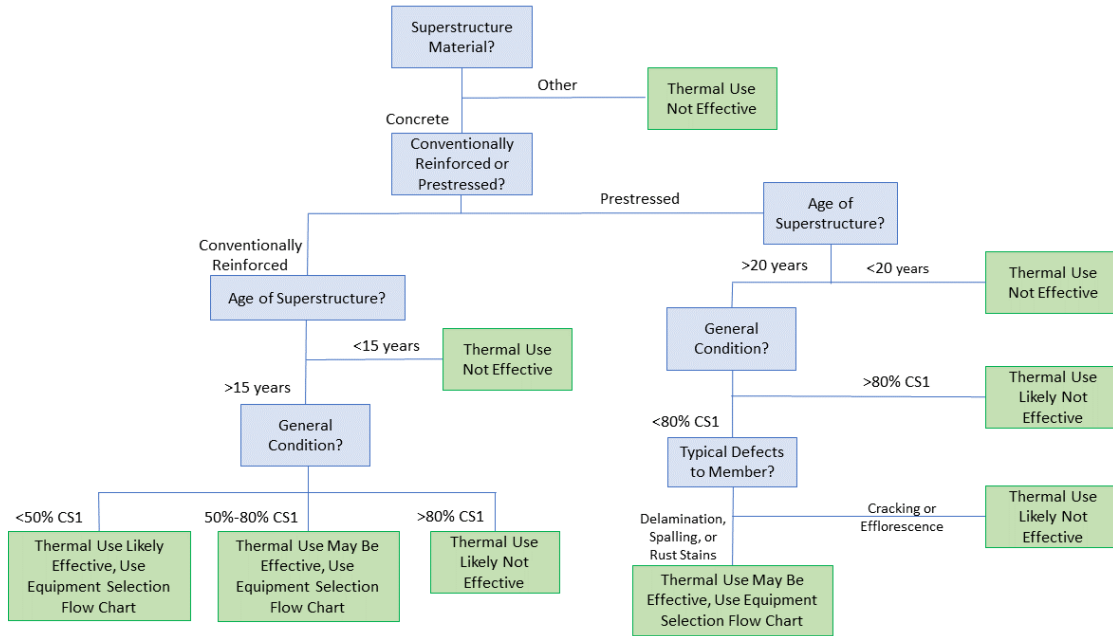 Superstructure
Material?
Other
Thermal Use
Not Effective
Concrete
Conventionally
Reinforced or
Prestressed?
Prestressed
Age of
Superstructure?
Conventionally
Reinforced
>20 years
<20 years
Thermal Use
Not Effective
Age of Superstructure?
General
Condition?
<15 years
Thermal Use
Not Effective
>15 years
>80% CS1
Thermal Use
Likely Not
Effective
General
Condition?
<80% CS1
Typical Defects
to Member?
<50% CS1
50%-80% CS1
>80% CS1
Delamination,
Spalling, or
Rust Stains
Cracking or
Efflorescence
Thermal Use
Likely Not
Effective
Thermal Use Likely
Effective, Use
Equipment Selection
Flow Chart
Thermal Use May Be
Effective, Use
Equipment Selection
Flow Chart
Thermal Use
Likely Not
Effective
Thermal Use May Be
Effective, Use Equipment
Selection Flow Chart